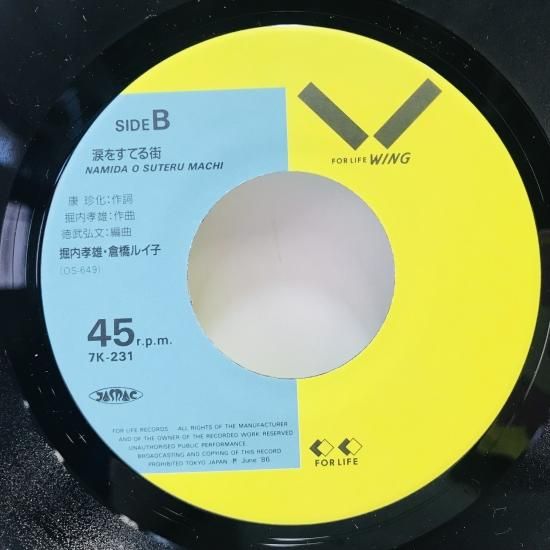 SIDE B
涙をすてる街
NAMIDA O SUTERU MACHI
康 珍化:作詞
堀内孝雄:作曲
徳武弘文:編曲
堀内孝雄・倉橋ルイ子
(OS-649)
45 r.p.m.
7K-231
JASRAC
FOR LIFE RECORDS ALL RIGHTS OF THE MANUFACTURER
AND OF THE OWNER OF THE RECORDED WORK RESERVED
UNAUTHORISED PUBLIC PERFORMANCE.
BROADCASTING AND COPYING OF THIS RECORD
PROHIBITED TOKYO JAPAN ℗ June '86
FOR LIFE WING
FOR LIFE